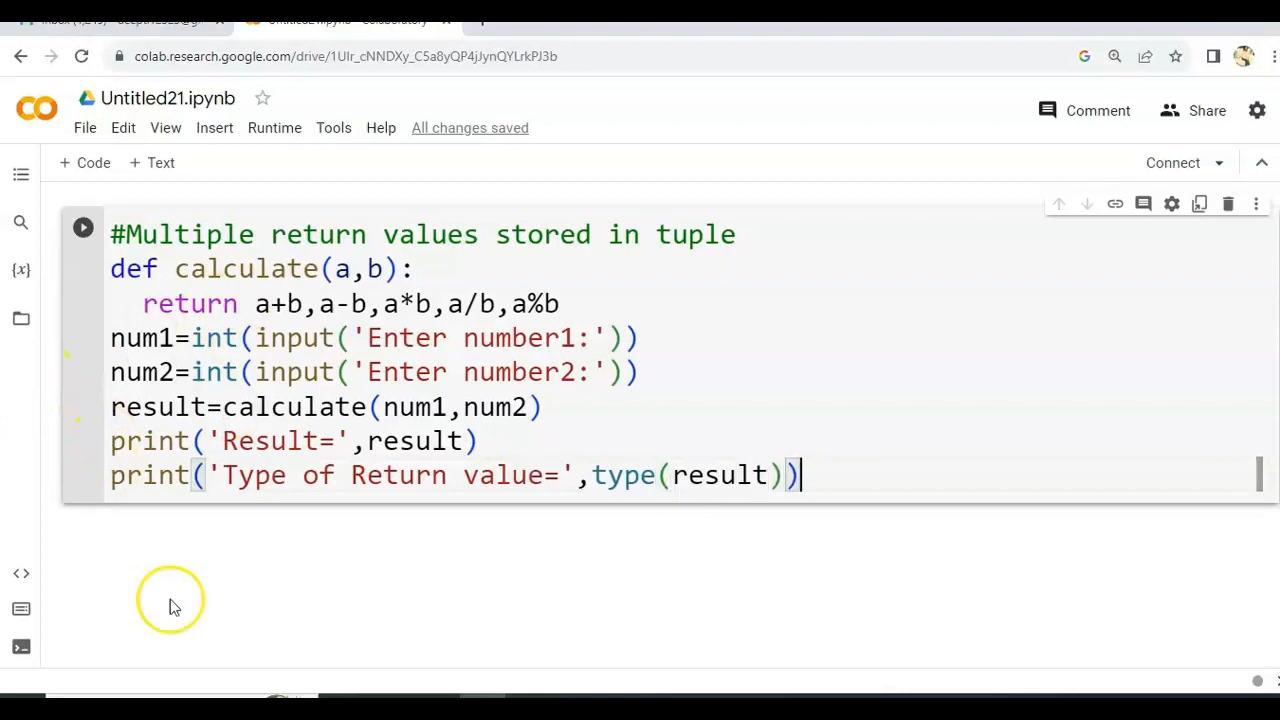 colab.research.google.com/drive/1UIr_cNNDXy_C5a8yQP4jJynQYLrkPJ3b
Untitled21.ipynb
Comment
Share
File Edit View Insert Runtime Tools Help All changes saved
+ Code + Text
Connect
{x}
#Multiple return values stored in tuple
def calculate(a,b):
return a+b,a-b,a*b,a/b,a%b
num1=int(input('Enter number1:'))
num2=int(input('Enter number2:'))
result=calculate(num1,num2)
print('Result=',result)
print('Type of Return value=',type(result))